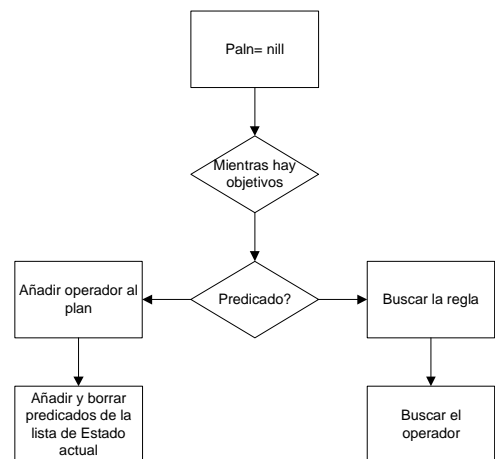 Paln= nill
Mientras hay
objetivos
Añadir operador al
plan
Predicado?
Buscar la regla
Añadir y borrar
predicados de la
lista de Estado
actual
Buscar el
operador